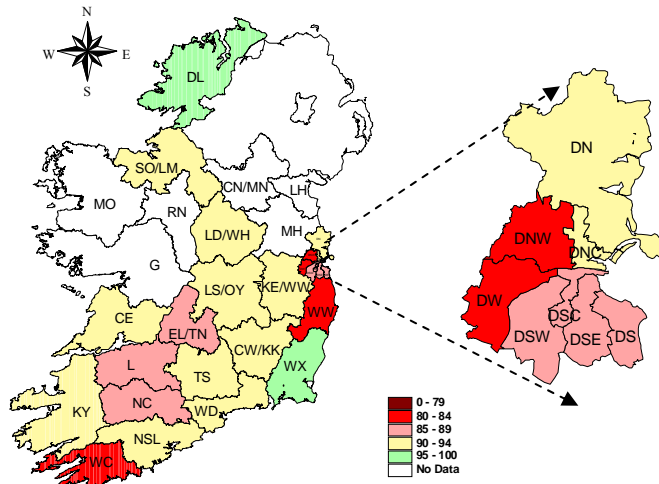 N
W E
S
DL
SO/LM
CN/MN
LH
MO
RN
MH
LD/WH
G
LS/OY
KE/WW
WW
CE
EL/TN
CW/KK
WX
L
TS
KY
NC
WD
NSL
WC
DN
DNW
DNC
DW
DSC
DSW
DSE
DS
0 - 79
80 - 84
85 - 89
90 - 94
95 - 100
No Data